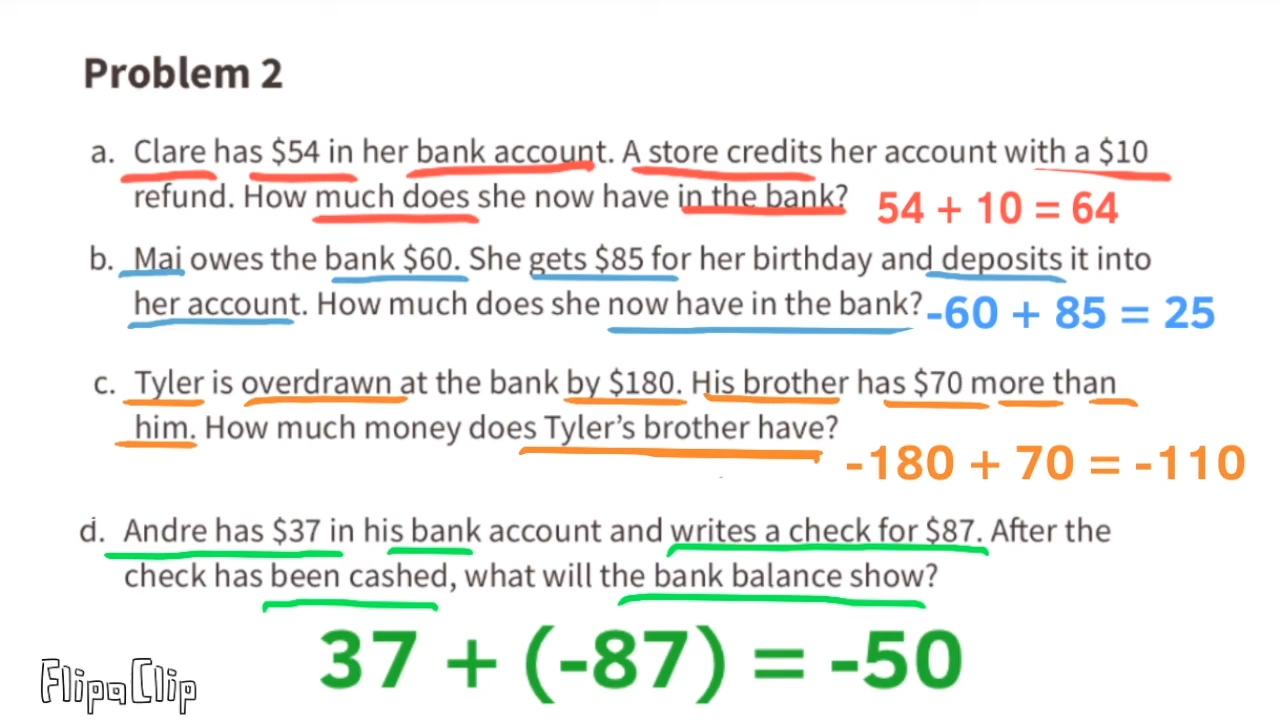 Problem 2
a. Clare has $54 in her bank account. A store credits her account with a $10
refund. How much does she now have in the bank? 54 + 10 = 64
b. Mai owes the bank $60. She gets $85 for her birthday and deposits it into
her account. How much does she now have in the bank? -60 + 85 = 25
c. Tyler is overdrawn at the bank by $180. His brother has $70 more than
him. How much money does Tyler's brother have?
-180 + 70 = -110
d. Andre has $37 in his bank account and writes a check for $87. After the
check has been cashed, what will the bank balance show?
37 + (-87) = -50
FlipaClip